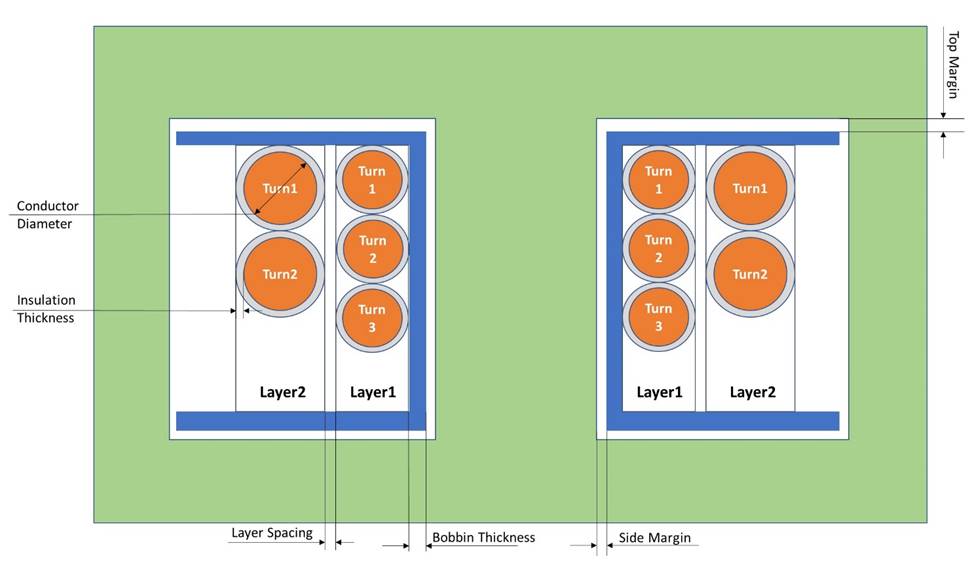 Top Margin
Turn1
Turn
1
Turn
1
Turn1
Conductor
Diameter
Turn
2
Turn
2
Turn2
Turn2
Insulation
Thickness
Turn
3
Turn
3
Layer2
Layer1
Layer1
Layer2
Layer Spacing
Bobbin Thickness
Side Margin